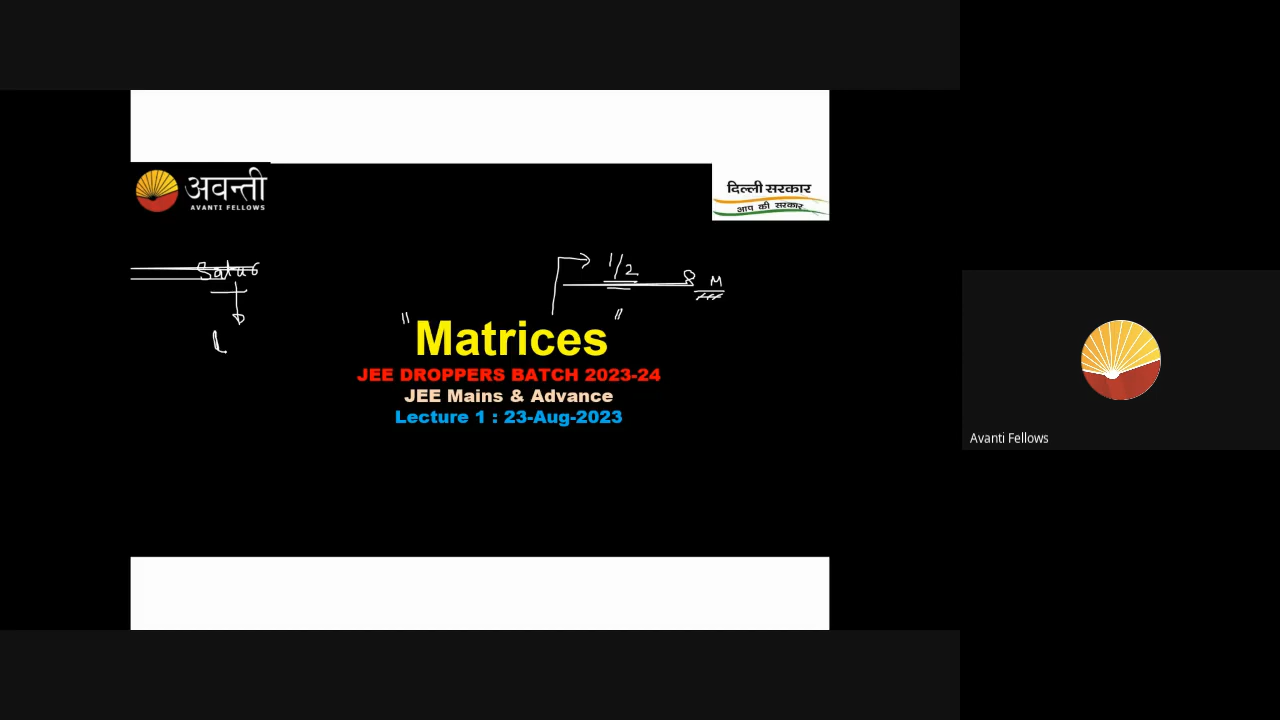 अवन्ती
AVANTI FELLOWS
दिल्ली सरकार
आप की सरकार
1/2
M
"Matrices"
JEE DROPPERS BATCH 2023-24
JEE Mains & Advance
Lecture 1 : 23-Aug-2023
Avanti Fellows